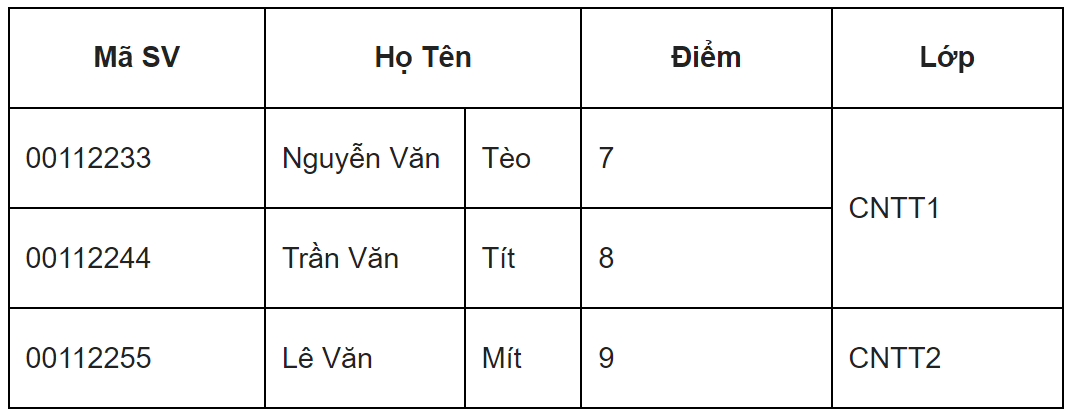 Mã SV Họ Tên Điểm Lớp
00112233 Nguyễn Văn Tèo 7 CNTT1
00112244 Trần Văn Tít 8
00112255 Lê Văn Mít 9 CNTT2